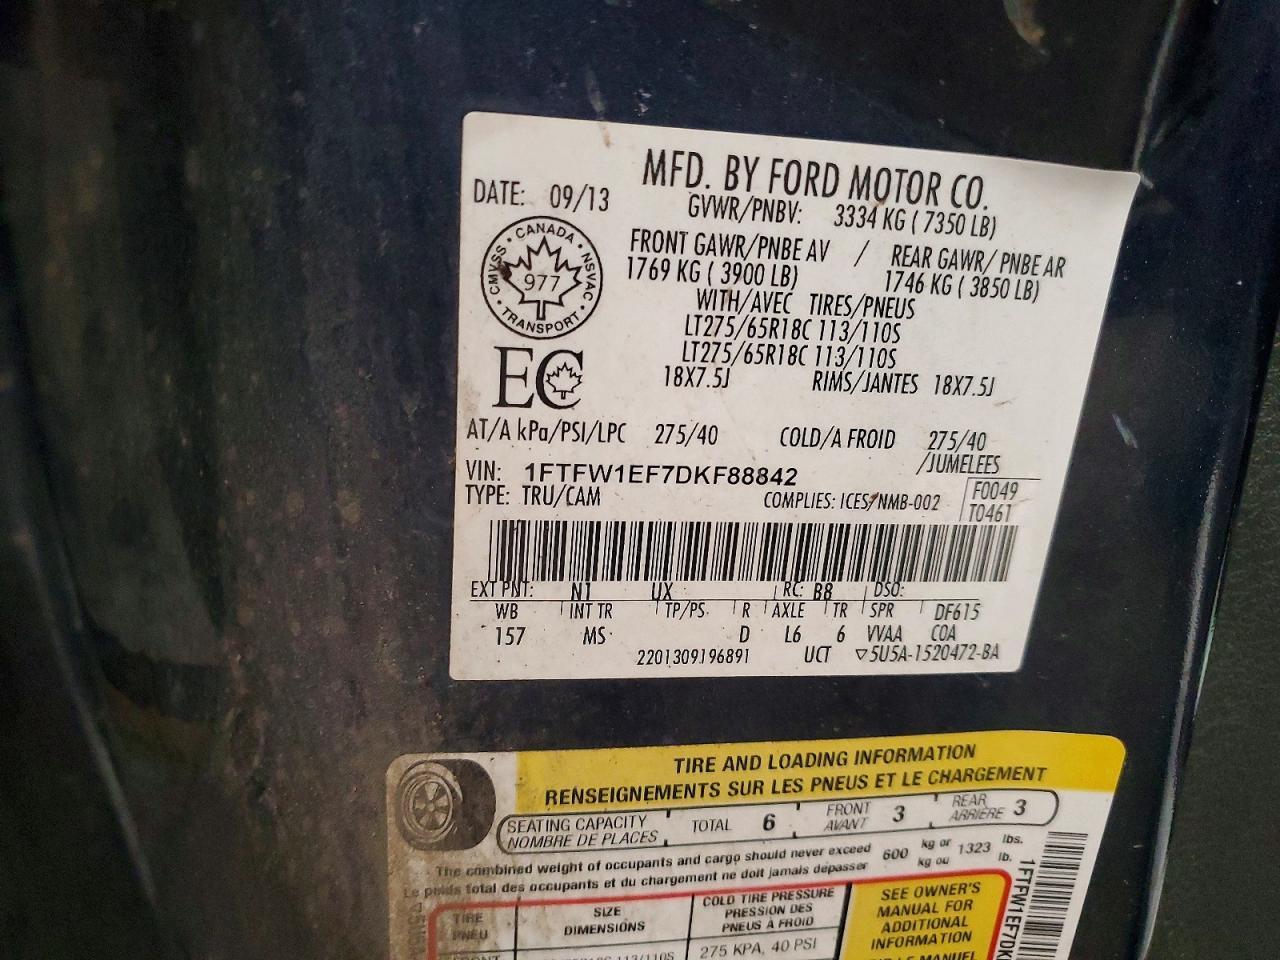 MFD. BY FORD MOTOR CO.
DATE: 09/13
GVWR/PNBV: 3334 KG ( 7350 LB)
FRONT GAWR/PNBE AV / REAR GAWR/ PNBE AR
1769 KG ( 3900 LB) 1746 KG ( 3850 LB)
WITH/AVEC TIRES/PNEUS
LT275/65R18C 113/110S
LT275/65R18C 113/110S
18X7.5J RIMS/JANTES 18X7.5J
CANADA · NSVAC · TRANSPORT · CMVSS
977
EC
AT/A kPa/PSI/LPC 275/40 COLD/A FROID 275/40
/JUMELEES
VIN: 1FTFW1EF7DKF88842
TYPE: TRU/CAM COMPLIES: ICES/NMB-002
F0049
T0461
EXT PNT: N1 UX RC: B8 DSO:
WB INT TR TP/PS R AXLE TR SPR DF615
157 MS D L6 6 VVAA COA
2201309196891 UCT ▽5U5A-1520472-BA
TIRE AND LOADING INFORMATION
RENSEIGNEMENTS SUR LES PNEUS ET LE CHARGEMENT
SEATING CAPACITY
NOMBRE DE PLACES
TOTAL 6
FRONT
AVANT
3
REAR
ARRIÈRE
3
The combined weight of occupants and cargo should never exceed 600 kg or 1323 lbs.
Le poids total des occupants et du chargement ne doit jamais dépasser kg ou lb.
TIRE
PNEU
SIZE
DIMENSIONS
COLD TIRE PRESSURE
PRESSION DES
PNEUS À FROID
275 KPA, 40 PSI
SEE OWNER'S
MANUAL FOR
ADDITIONAL
INFORMATION
1FTFW1EF7DK